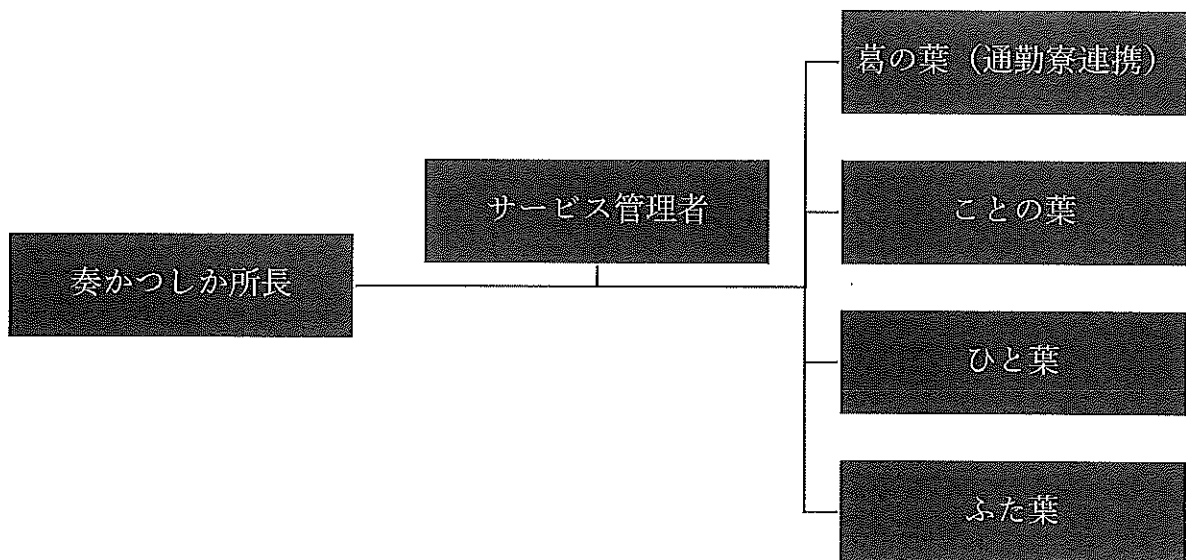 奏かつしか所長
サービス管理者
葛の葉（通勤寮連携）
ことの葉
ひと葉
ふた葉